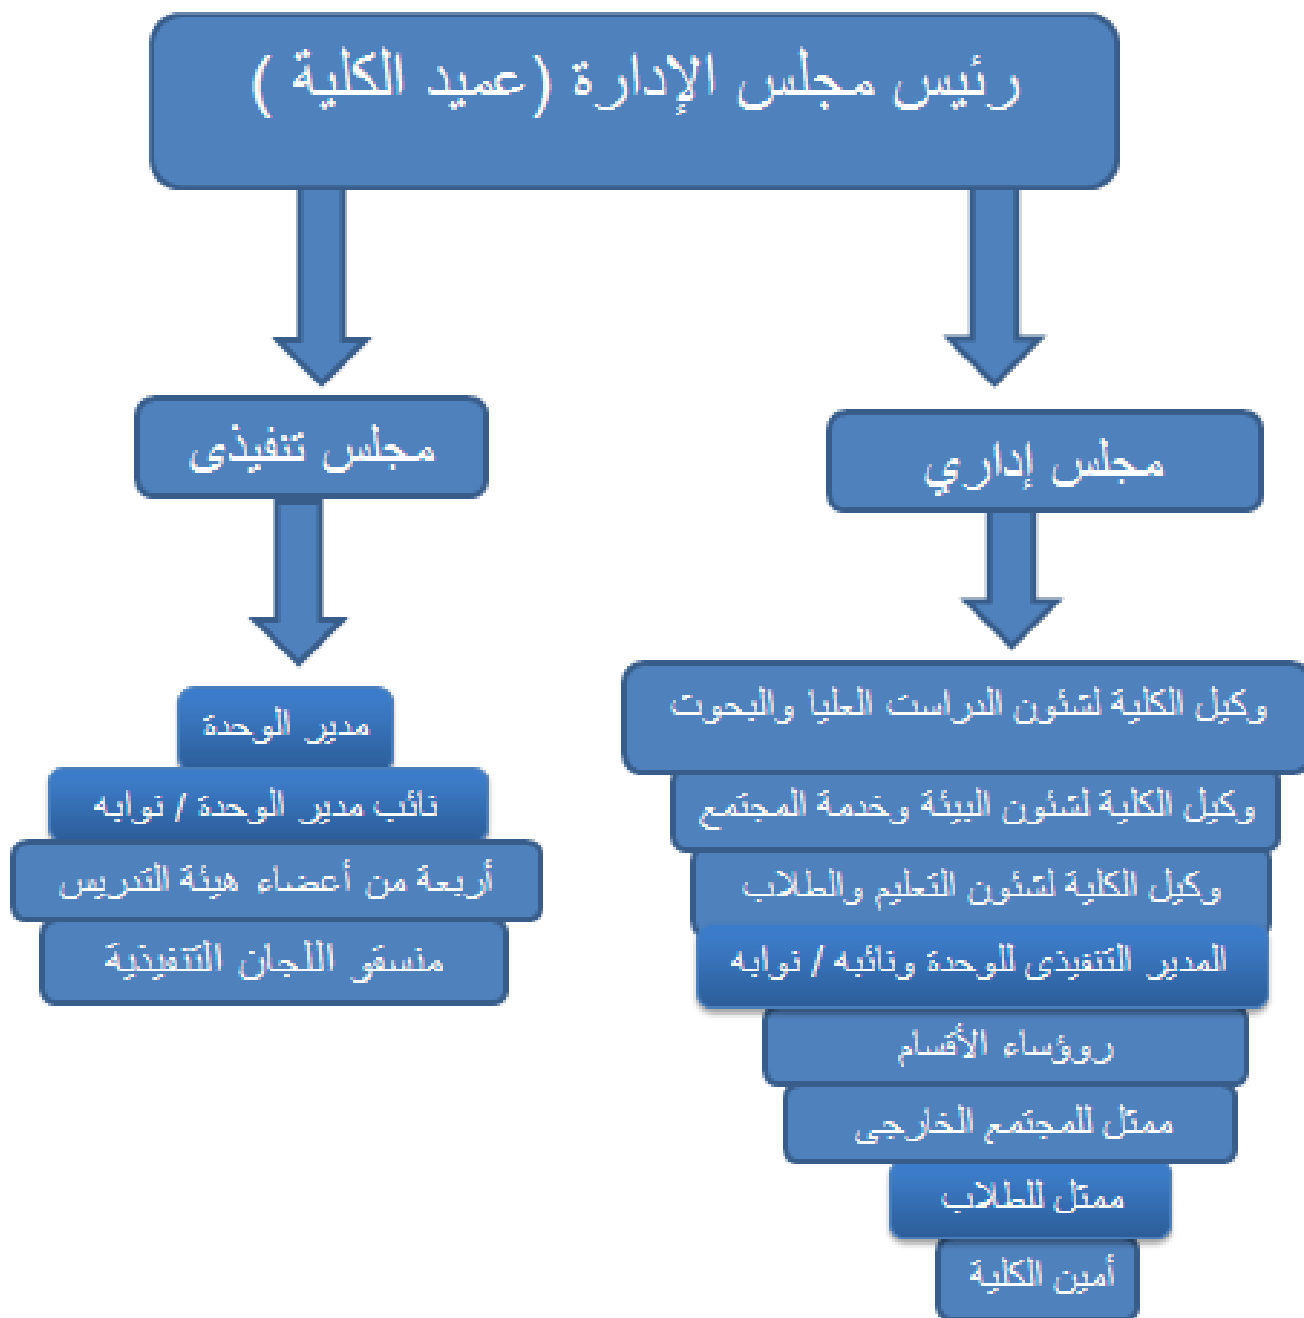 رئيس مجلس الإدارة (عميد الكلية )
مجلس إداري
مجلس تنفيذى
وكيل الكلية لشئون الدراست العليا والبحوث
وكيل الكلية لشئون البيئة وخدمة المجتمع
وكيل الكلية لشئون التعليم والطلاب
المدير التنفيذى للوحدة ونائبه / نوابه
روؤساء الأقسام
ممثل للمجتمع الخارجى
ممثل للطلاب
أمين الكلية
مدير الوحدة
نائب مدير الوحدة / نوابه
أربعة من أعضاء هيئة التدريس
منسقو اللجان التنفيذية